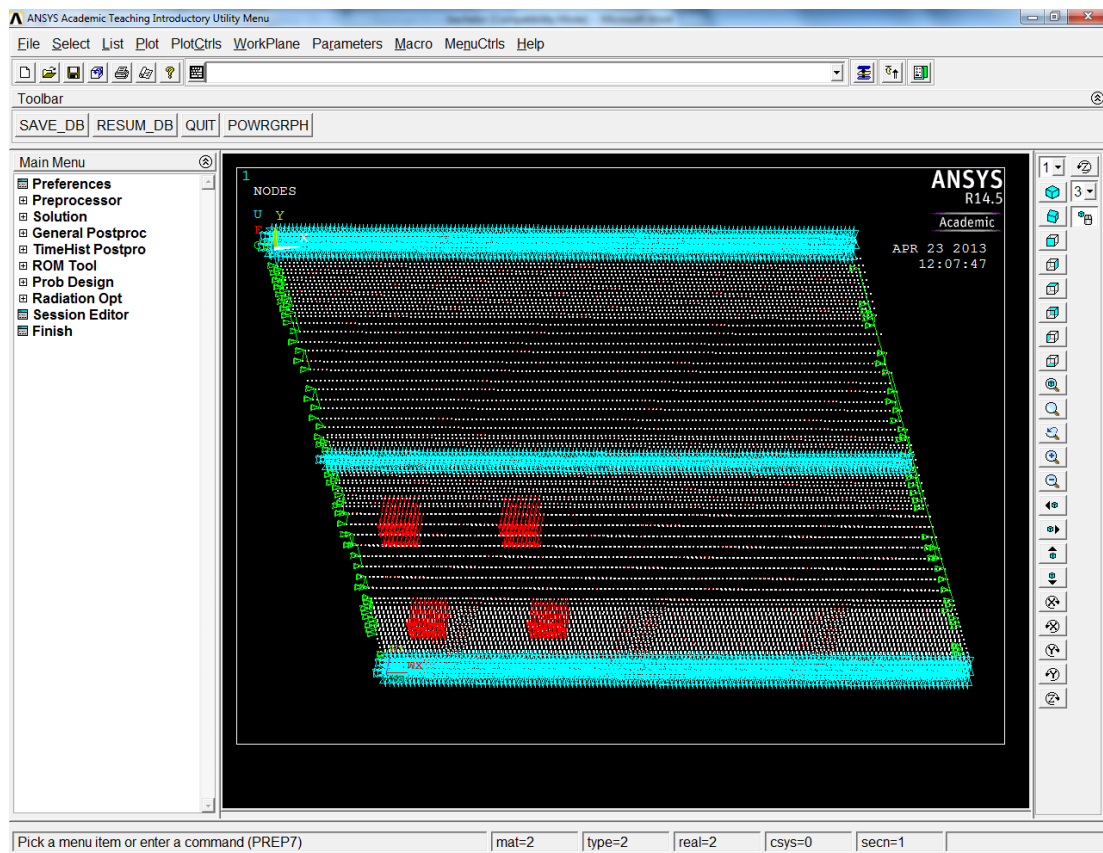 ANSYS Academic Teaching Introductory Utility Menu
File Select List Plot PlotCtrls WorkPlane Parameters Macro MenuCtrls Help
Toolbar
SAVE_DB RESUM_DB QUIT POWRGRPH
Main Menu
Preferences
Preprocessor
Solution
General Postproc
TimeHist Postpro
ROM Tool
Prob Design
Radiation Opt
Session Editor
Finish
1
NODES
U
Y
X
WX
ANSYS
R14.5
Academic
APR 23 2013
12:07:47
1
3
Pick a menu item or enter a command (PREP7)
mat=2
type=2
real=2
csys=0
secn=1